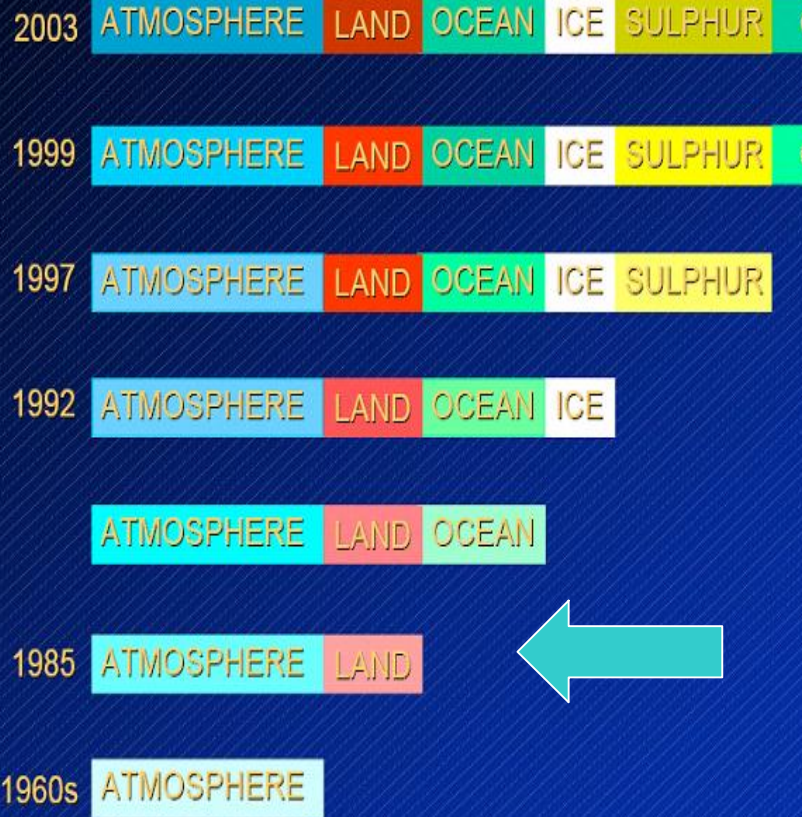 2003 ATMOSPHERE LAND OCEAN ICE SULPHUR
1999 ATMOSPHERE LAND OCEAN ICE SULPHUR
1997 ATMOSPHERE LAND OCEAN ICE SULPHUR
1992 ATMOSPHERE LAND OCEAN ICE
ATMOSPHERE LAND OCEAN
1985 ATMOSPHERE LAND
1960s ATMOSPHERE